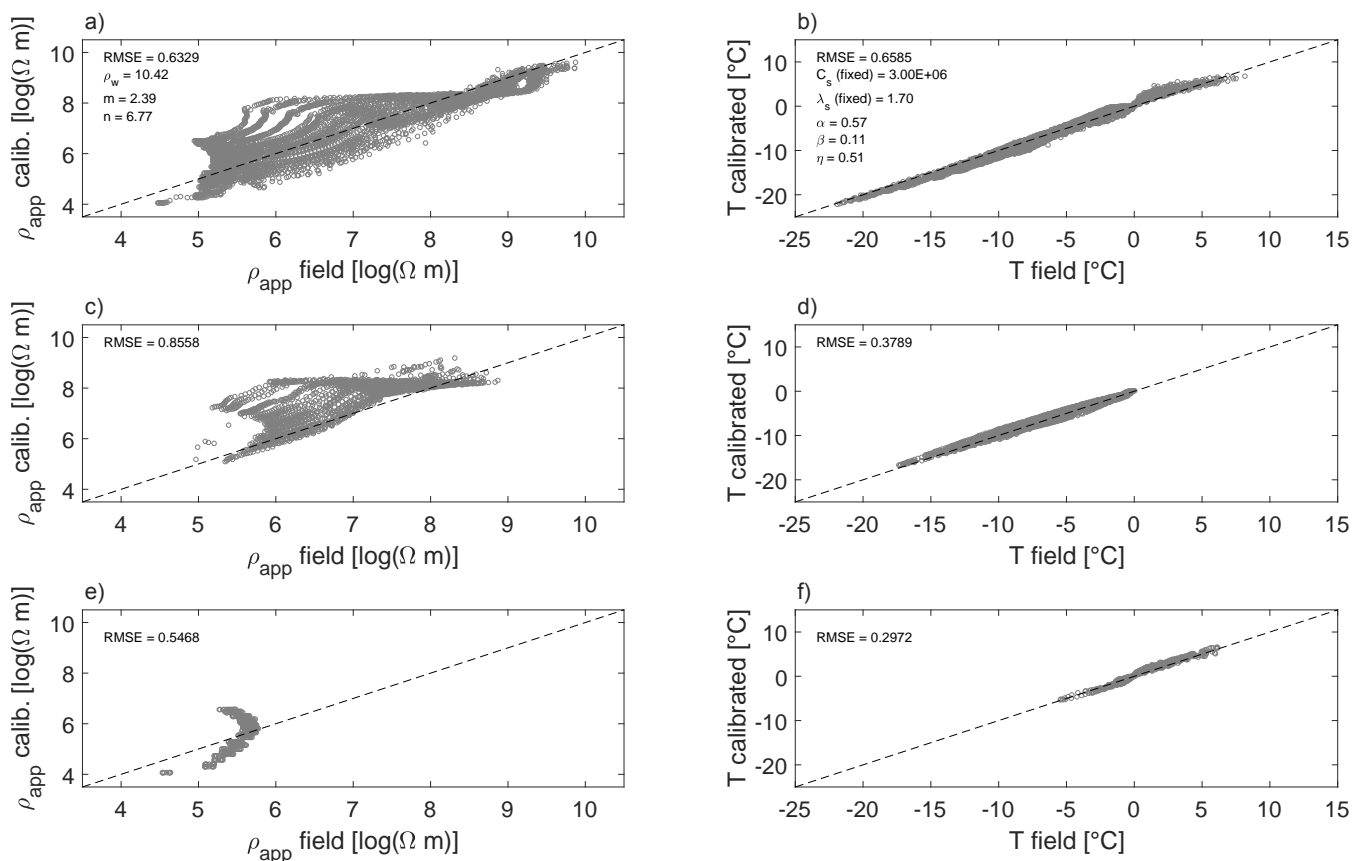 a)
RMSE = 0.6329
ρw = 10.42
m = 2.39
n = 6.77
10
8
6
4
4 5 6 7 8 9 10
ρapp calib. [log(Ω m)]
ρapp field [log(Ω m)]
b)
RMSE = 0.6585
Cs (fixed) = 3.00E+06
λs (fixed) = 1.70
α = 0.57
β = 0.11
η = 0.51
10
0
-10
-20
-25 -20 -15 -10 -5 0 5 10 15
T calibrated [°C]
T field [°C]
c)
RMSE = 0.8558
10
8
6
4
4 5 6 7 8 9 10
ρapp calib. [log(Ω m)]
ρapp field [log(Ω m)]
d)
RMSE = 0.3789
10
0
-10
-20
-25 -20 -15 -10 -5 0 5 10 15
T calibrated [°C]
T field [°C]
e)
RMSE = 0.5468
10
8
6
4
4 5 6 7 8 9 10
ρapp calib. [log(Ω m)]
ρapp field [log(Ω m)]
f)
RMSE = 0.2972
10
0
-10
-20
-25 -20 -15 -10 -5 0 5 10 15
T calibrated [°C]
T field [°C]